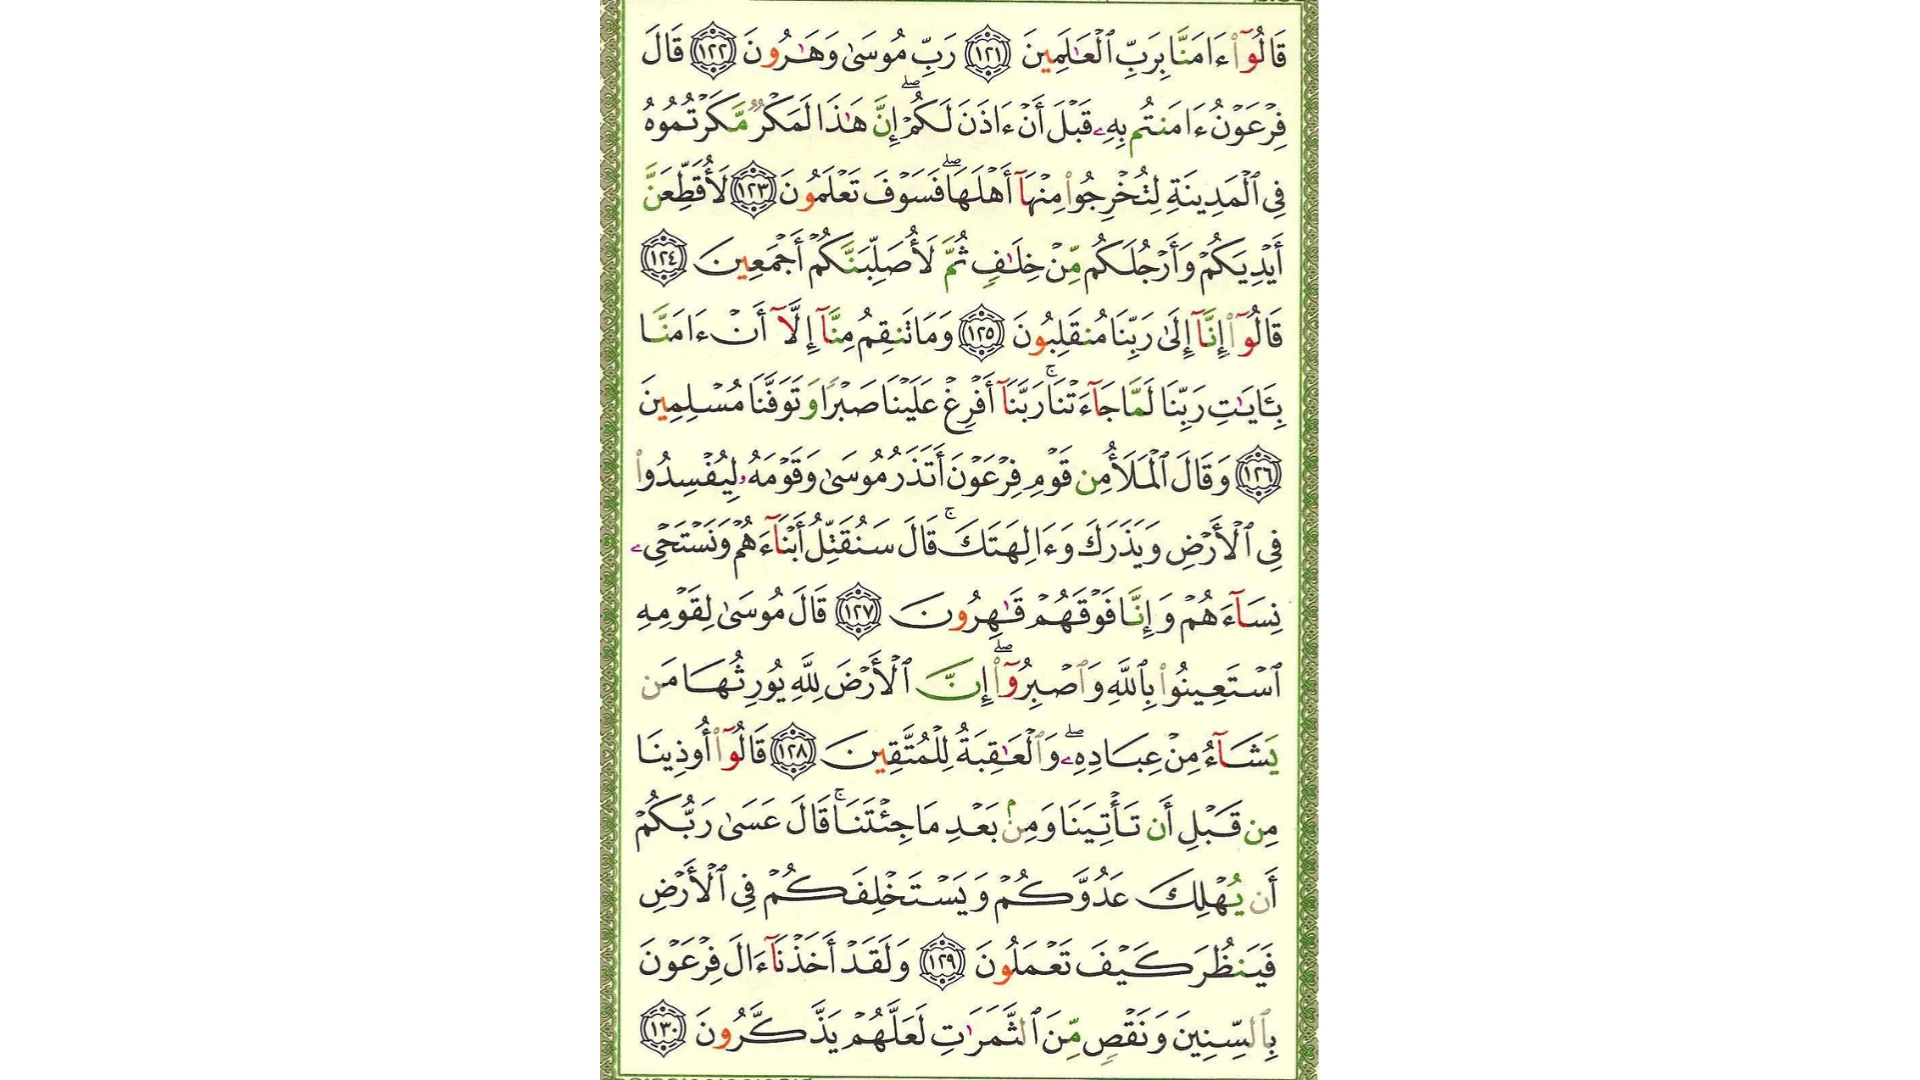 قَالُوٓا۟ ءَامَنَّا بِرَبِّ ٱلْعَـٰلَمِينَ ١٢١ رَبِّ مُوسَىٰ وَهَـٰرُونَ ١٢٢ قَالَ
فِرْعَوْنُ ءَامَنتُم بِهِۦ قَبْلَ أَنْ ءَاذَنَ لَكُمْ ۖ إِنَّ هَـٰذَا لَمَكْرٌ مَّكَرْتُمُوهُ
فِى ٱلْمَدِينَةِ لِتُخْرِجُوا۟ مِنْهَآ أَهْلَهَا ۖ فَسَوْفَ تَعْلَمُونَ ١٢٣ لَأُقَطِّعَنَّ
أَيْدِيَكُمْ وَأَرْجُلَكُم مِّنْ خِلَـٰفٍ ثُمَّ لَأُصَلِّبَنَّكُمْ أَجْمَعِينَ ١٢٤
قَالُوٓا۟ إِنَّآ إِلَىٰ رَبِّنَا مُنقَلِبُونَ ١٢٥ وَمَا تَنقِمُ مِنَّآ إِلَّآ أَنْ ءَامَنَّا
بِـَٔايَـٰتِ رَبِّنَا لَمَّا جَآءَتْنَا ۚ رَبَّنَآ أَفْرِغْ عَلَيْنَا صَبْرًا وَتَوَفَّنَا مُسْلِمِينَ
١٢٦ وَقَالَ ٱلْمَلَأُ مِن قَوْمِ فِرْعَوْنَ أَتَذَرُ مُوسَىٰ وَقَوْمَهُۥ لِيُفْسِدُوا۟
فِى ٱلْأَرْضِ وَيَذَرَكَ وَءَالِهَتَكَ ۚ قَالَ سَنُقَتِّلُ أَبْنَآءَهُمْ وَنَسْتَحْىِۦ
نِسَآءَهُمْ وَإِنَّا فَوْقَهُمْ قَـٰهِرُونَ ١٢٧ قَالَ مُوسَىٰ لِقَوْمِهِ
ٱسْتَعِينُوا۟ بِٱللَّهِ وَٱصْبِرُوٓا۟ ۖ إِنَّ ٱلْأَرْضَ لِلَّهِ يُورِثُهَا مَن
يَشَآءُ مِنْ عِبَادِهِۦ ۖ وَٱلْعَـٰقِبَةُ لِلْمُتَّقِينَ ١٢٨ قَالُوٓا۟ أُوذِينَا
مِن قَبْلِ أَن تَأْتِيَنَا وَمِنۢ بَعْدِ مَا جِئْتَنَا ۚ قَالَ عَسَىٰ رَبُّكُمْ
أَن يُهْلِكَ عَدُوَّكُمْ وَيَسْتَخْلِفَكُمْ فِى ٱلْأَرْضِ
فَيَنظُرَ كَيْفَ تَعْمَلُونَ ١٢٩ وَلَقَدْ أَخَذْنَآ ءَالَ فِرْعَوْنَ
بِٱلسِّنِينَ وَنَقْصٍ مِّنَ ٱلثَّمَرَٰتِ لَعَلَّهُمْ يَذَّكَّرُونَ ١٣٠